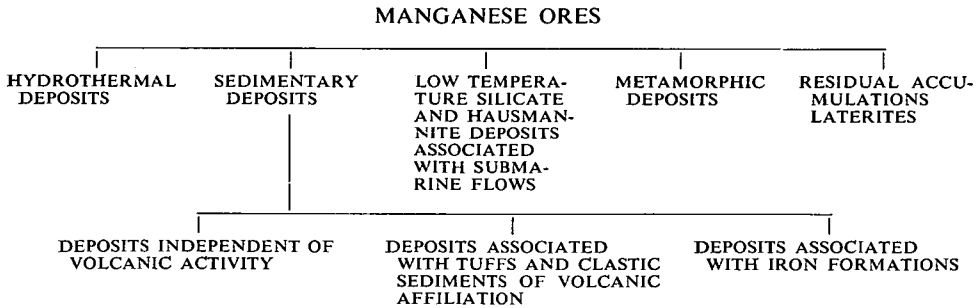 MANGANESE ORES
HYDROTHERMAL
DEPOSITS
SEDIMENTARY
DEPOSITS
LOW TEMPERA-
TURE SILICATE
AND HAUSMAN-
NITE DEPOSITS
ASSOCIATED
WITH SUBMA-
RINE FLOWS
METAMORPHIC
DEPOSITS
RESIDUAL ACCU-
MULATIONS
LATERITES
DEPOSITS INDEPENDENT OF
VOLCANIC ACTIVITY
DEPOSITS ASSOCIATED
WITH TUFFS AND CLASTIC
SEDIMENTS OF VOLCANIC
AFFILIATION
DEPOSITS ASSOCIATED
WITH IRON FORMATIONS